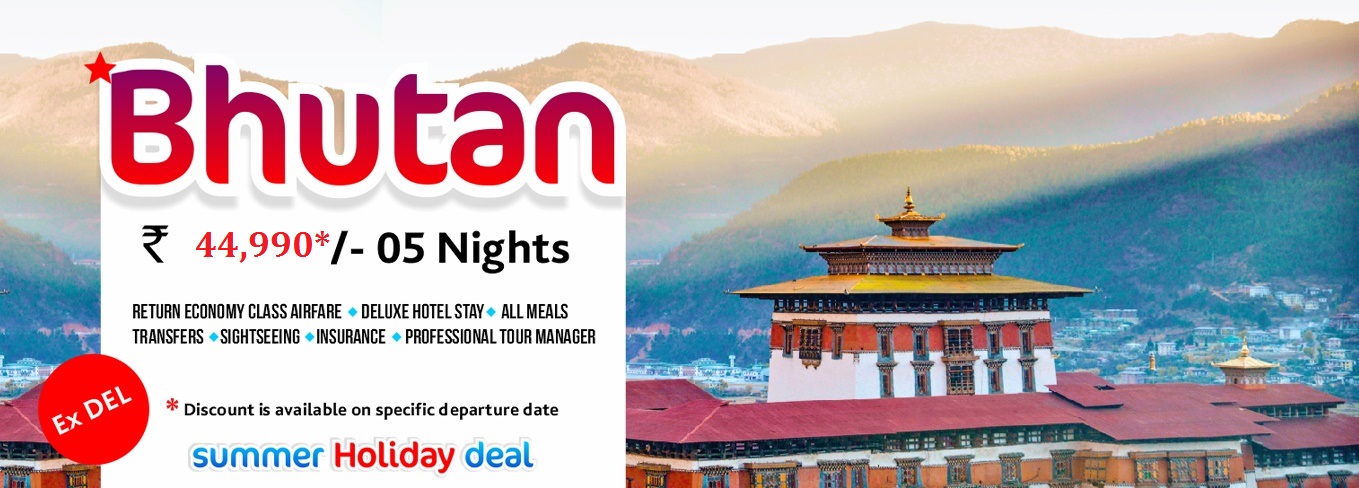 Bhutan
₹ 44,990*/- 05 Nights
RETURN ECONOMY CLASS AIRFARE ◆ DELUXE HOTEL STAY ◆ ALL MEALS
TRANSFERS ◆ SIGHTSEEING ◆ INSURANCE ◆ PROFESSIONAL TOUR MANAGER
Ex DEL
* Discount is available on specific departure date
summer Holiday deal